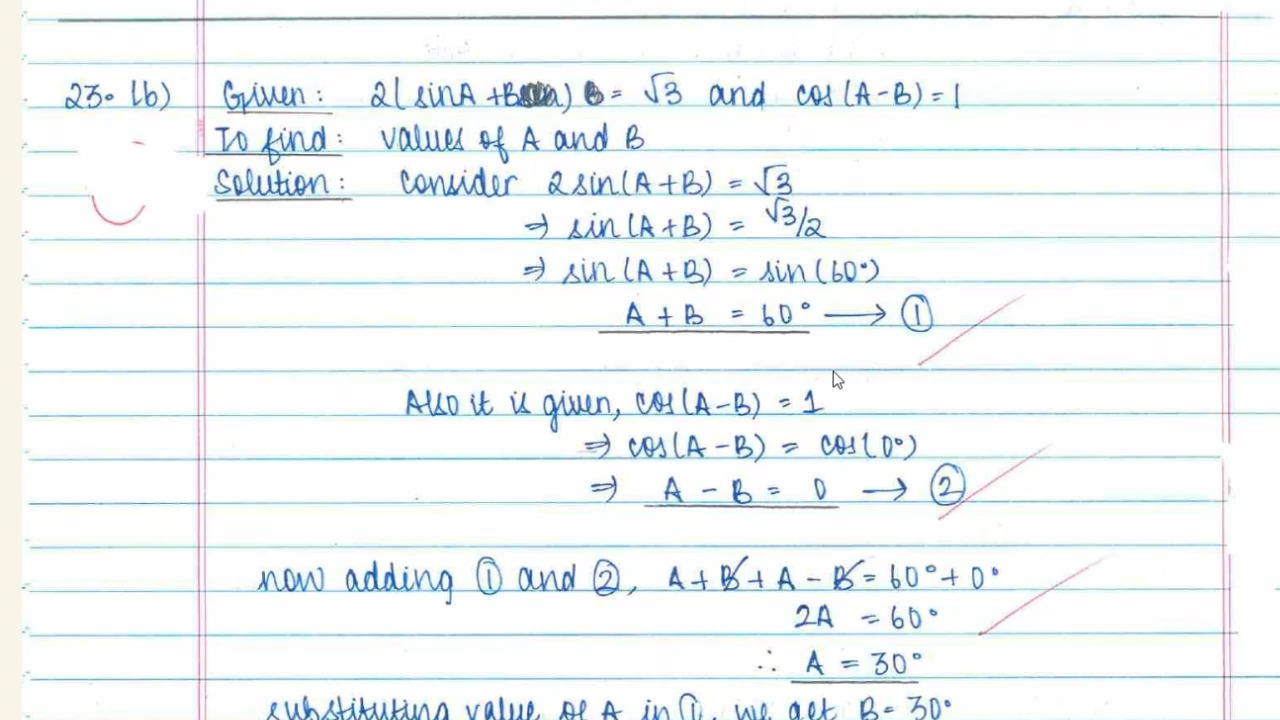 23. (b) Given: 2(sinA + B) = √3 and cos(A-B) = 1
To find: values of A and B
Solution: consider 2sin(A+B) = √3
⇒ sin(A+B) = √3/2
⇒ sin(A+B) = sin(60°)
A + B = 60° → ①
Also it is given, cos(A-B) = 1
⇒ cos(A-B) = cos(0°)
⇒ A - B = 0 → ②
now adding ① and ②, A+B+A-B = 60°+0°
2A = 60°
∴ A = 30°
substituting value of A in ①, we get B = 30°